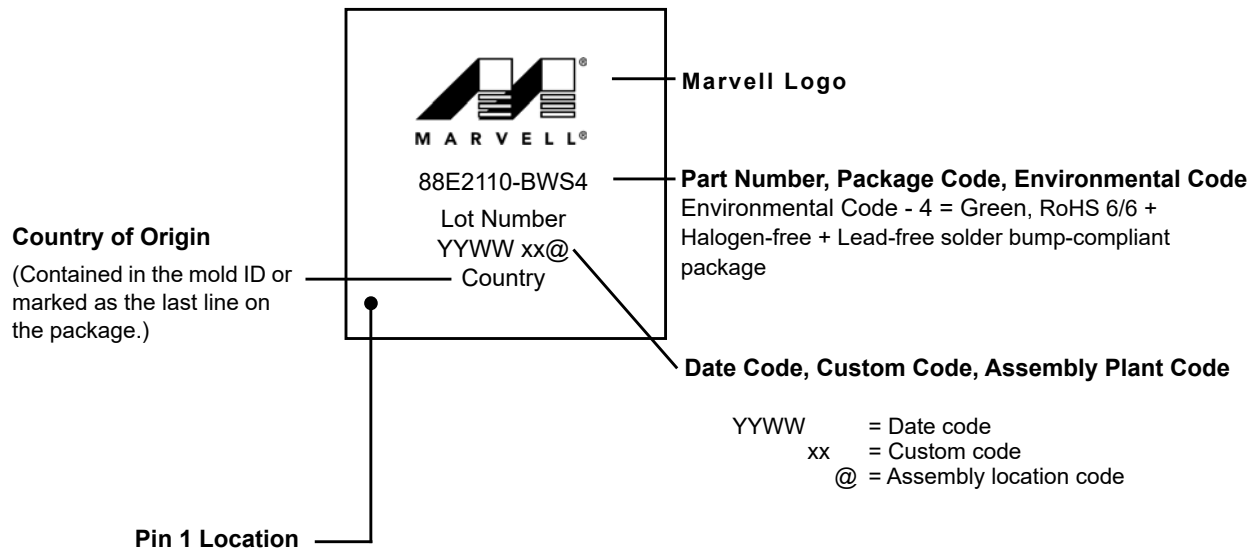 MARVELL®
®
Marvell Logo
88E2110-BWS4
Part Number, Package Code, Environmental Code
Environmental Code - 4 = Green, RoHS 6/6 +
Halogen-free + Lead-free solder bump-compliant
package
Lot Number
YYWW xx@
Country
Country of Origin
(Contained in the mold ID or
marked as the last line on
the package.)
Date Code, Custom Code, Assembly Plant Code
YYWW = Date code
xx = Custom code
@ = Assembly location code
Pin 1 Location